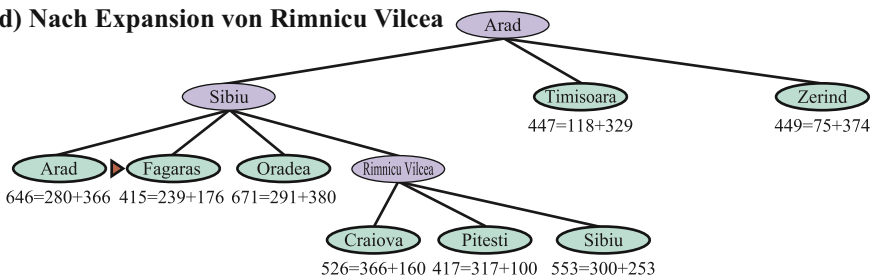 d) Nach Expansion von Rimnicu Vilcea
Arad
Sibiu
Timisoara
Zerind
447=118+329
449=75+374
Arad
Fagaras
Oradea
Rimnicu Vilcea
646=280+366
415=239+176
671=291+380
Craiova
Pitesti
Sibiu
526=366+160
417=317+100
553=300+253